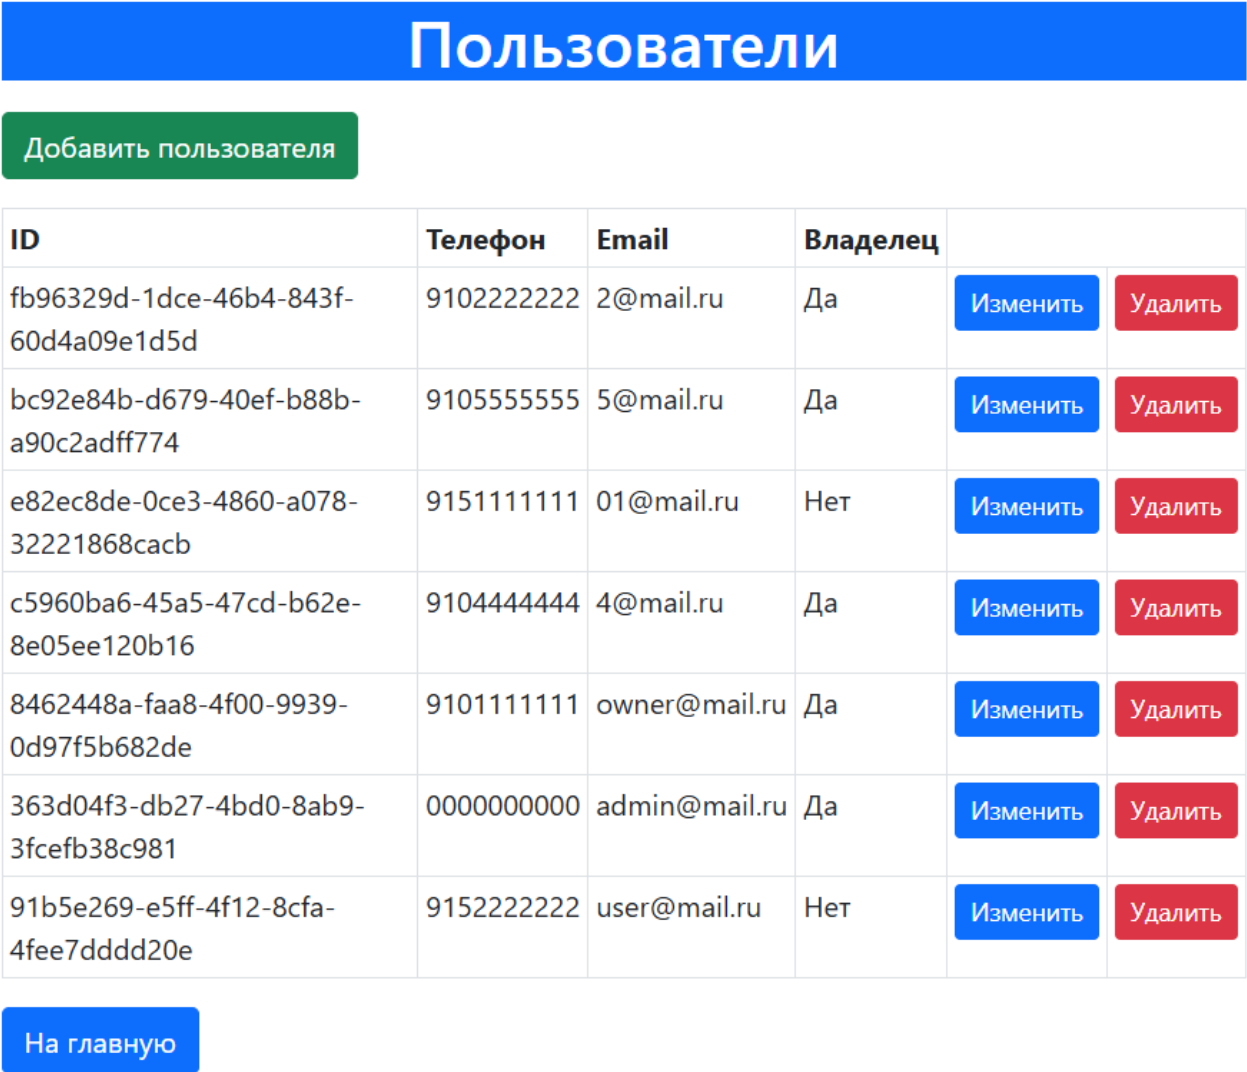 Пользователи
Добавить пользователя
ID Телефон Email Владелец
fb96329d-1dce-46b4-843f- 9102222222 2@mail.ru Да Изменить Удалить
60d4a09e1d5d
bc92e84b-d679-40ef-b88b- 9105555555 5@mail.ru Да Изменить Удалить
a90c2adff774
e82ec8de-0ce3-4860-a078- 9151111111 01@mail.ru Нет Изменить Удалить
32221868cacb
c5960ba6-45a5-47cd-b62e- 9104444444 4@mail.ru Да Изменить Удалить
8e05ee120b16
8462448a-faa8-4f00-9939- 9101111111 owner@mail.ru Да Изменить Удалить
0d97f5b682de
363d04f3-db27-4bd0-8ab9- 0000000000 admin@mail.ru Да Изменить Удалить
3fcefb38c981
91b5e269-e5ff-4f12-8cfa- 9152222222 user@mail.ru Нет Изменить Удалить
4fee7dddd20e
На главную